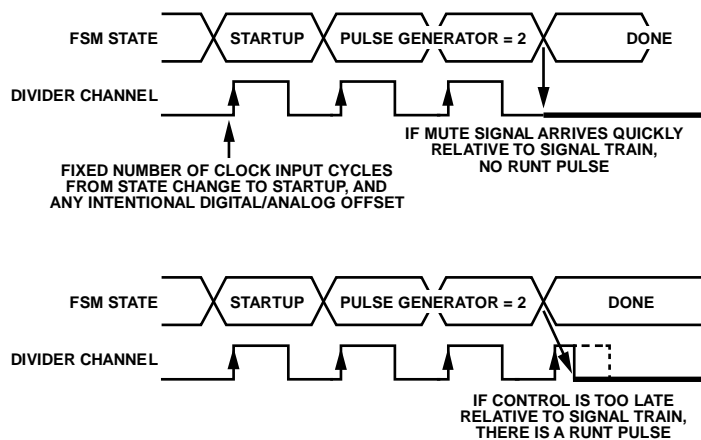 FSM STATE
STARTUP
PULSE GENERATOR = 2
DONE
DIVIDER CHANNEL
IF MUTE SIGNAL ARRIVES QUICKLY
RELATIVE TO SIGNAL TRAIN,
NO RUNT PULSE
FIXED NUMBER OF CLOCK INPUT CYCLES
FROM STATE CHANGE TO STARTUP, AND
ANY INTENTIONAL DIGITAL/ANALOG OFFSET
FSM STATE
STARTUP
PULSE GENERATOR = 2
DONE
DIVIDER CHANNEL
IF CONTROL IS TOO LATE
RELATIVE TO SIGNAL TRAIN,
THERE IS A RUNT PULSE